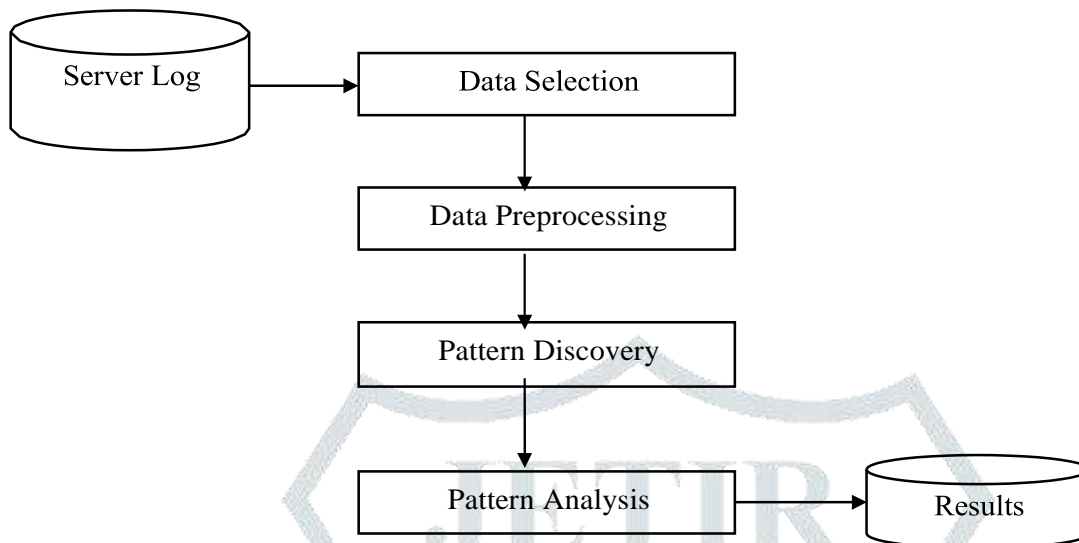 Server Log
Data Selection
Data Preprocessing
Pattern Discovery
Pattern Analysis
Results
JETIR